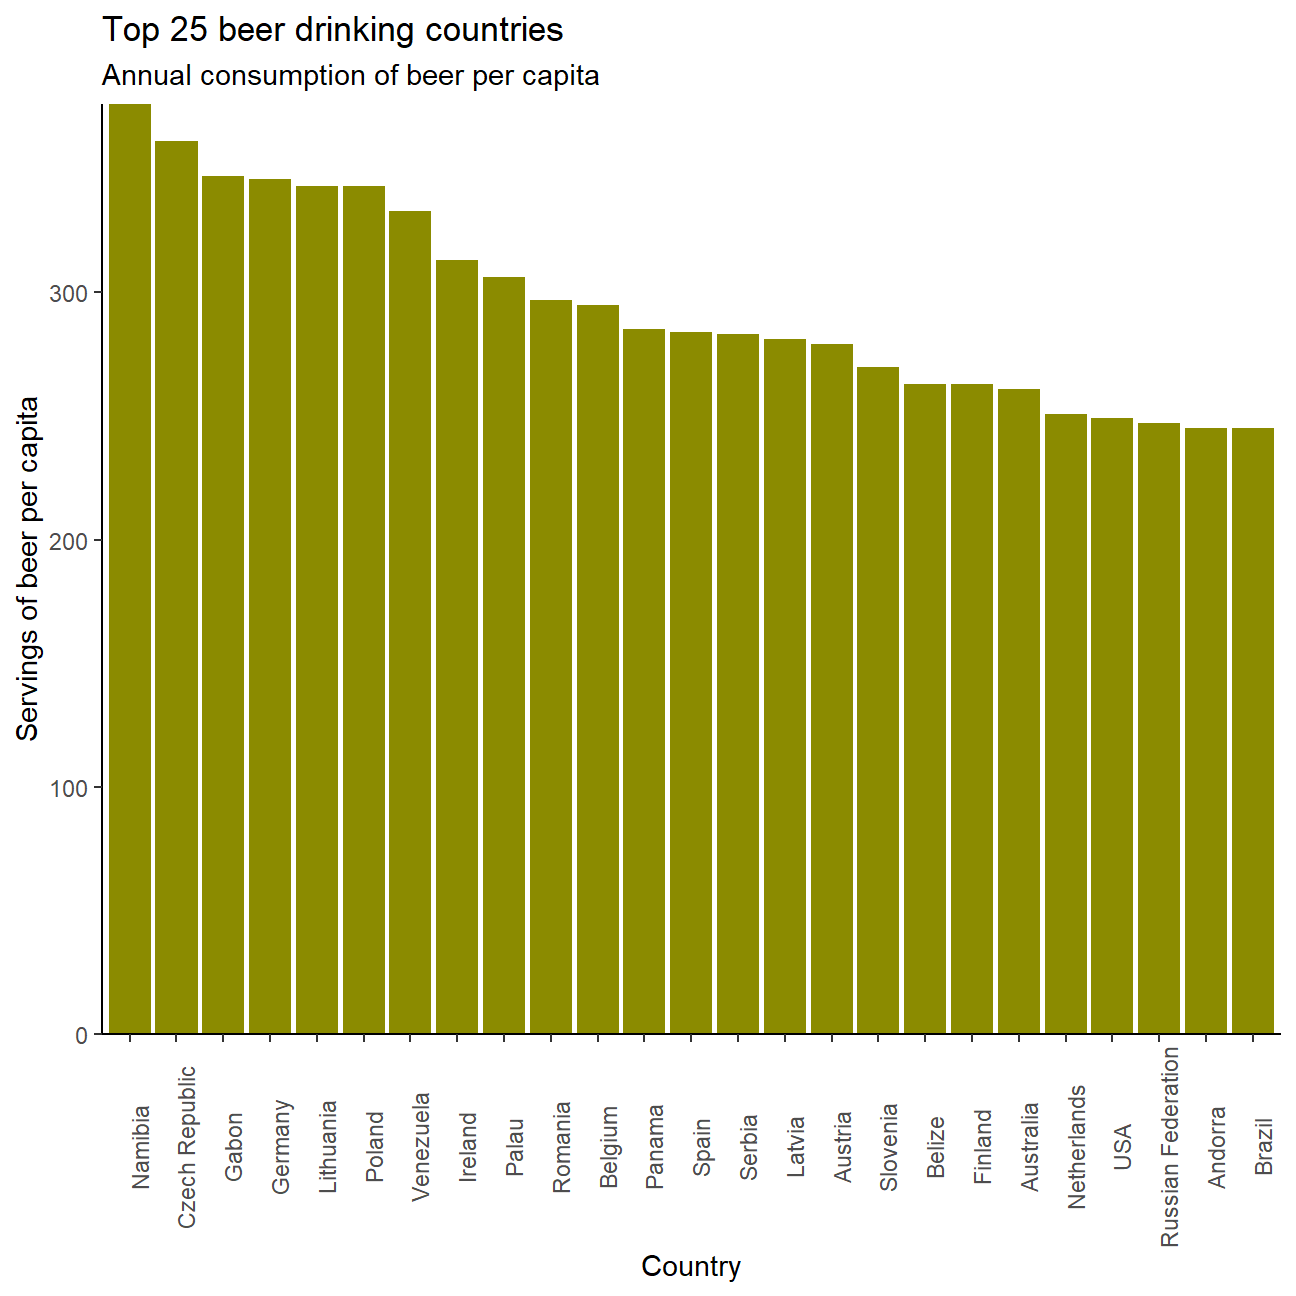 Top 25 beer drinking countries
Annual consumption of beer per capita
Servings of beer per capita
300
200
100
0
Namibia
Czech Republic
Gabon
Germany
Lithuania
Poland
Venezuela
Ireland
Palau
Romania
Belgium
Panama
Spain
Serbia
Latvia
Austria
Slovenia
Belize
Finland
Australia
Netherlands
USA
Russian Federation
Andorra
Brazil
Country